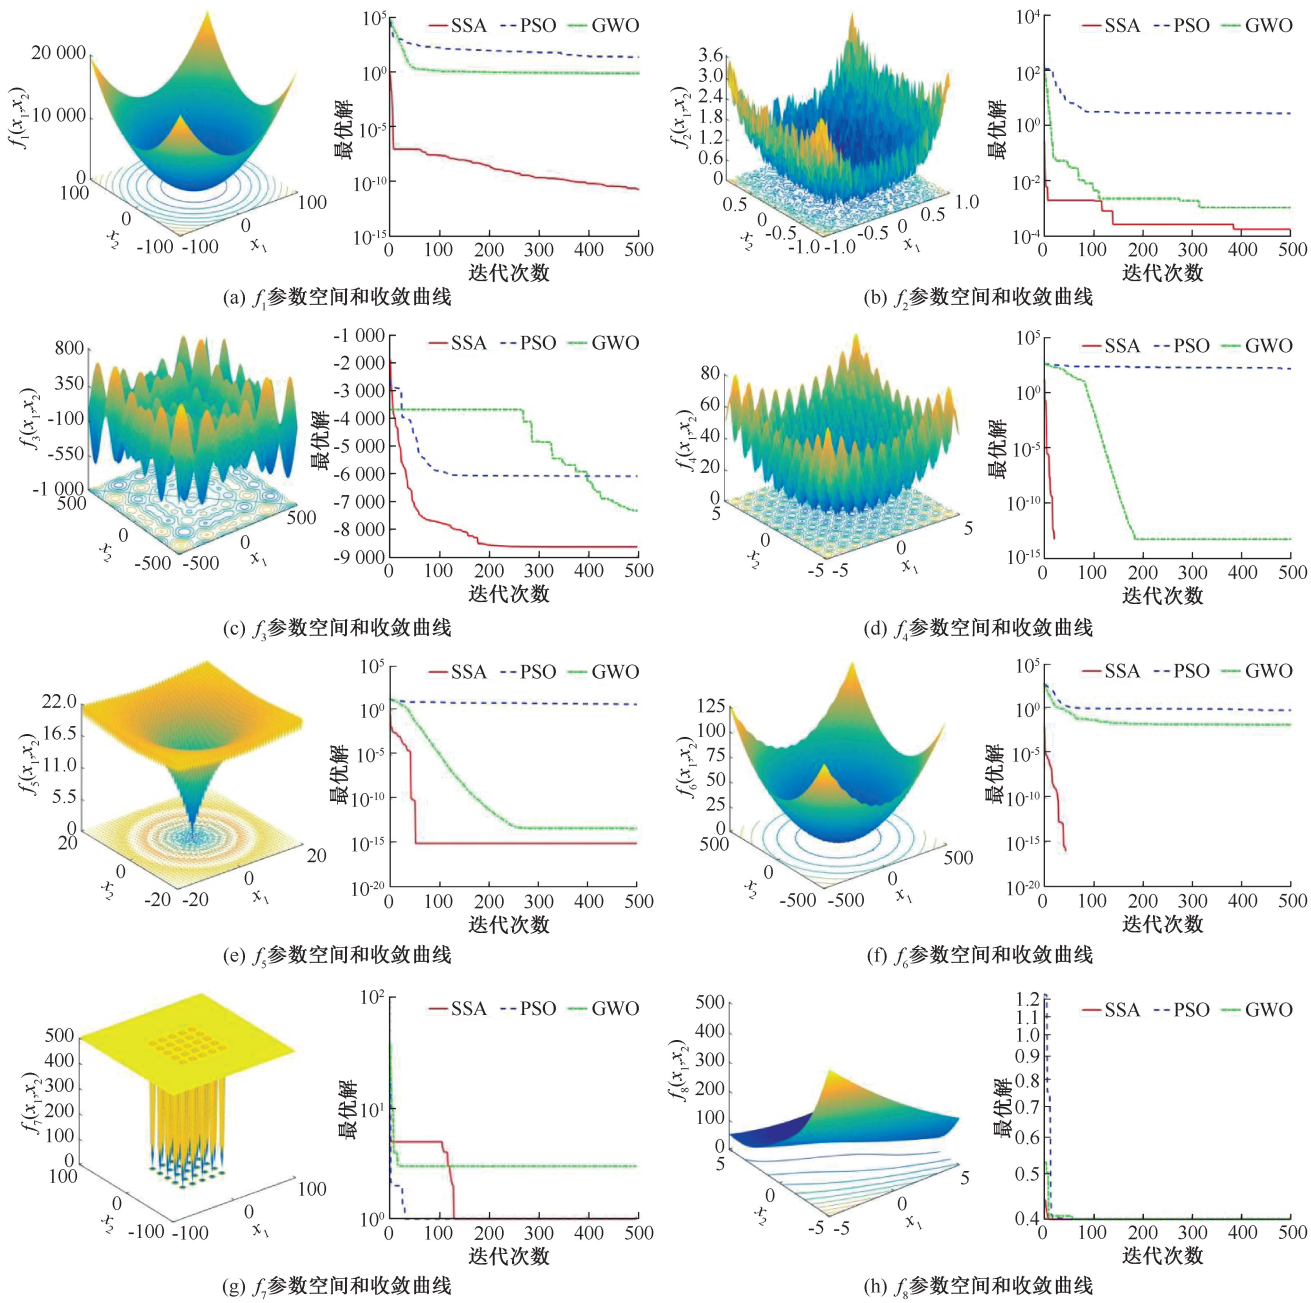 20 000
10 000
0
f1(x1,x2)
100
0
-100
x2
-100
0
100
x1
10^5
10^0
10^-5
10^-10
10^-15
最优解
SSA PSO GWO
0 100 200 300 400 500
迭代次数
(a) f1参数空间和收敛曲线
3.6
3.0
2.4
1.8
1.2
0.6
0
f2(x1,x2)
0.5
0
-0.5
-1.0
x2
-1.0
-0.5
0
0.5
1.0
x1
10^4
10^2
10^0
10^-2
10^-4
最优解
SSA PSO GWO
0 100 200 300 400 500
迭代次数
(b) f2参数空间和收敛曲线
800
350
-100
-550
-1 000
f3(x1,x2)
500
0
-500
x2
-500
0
500
x1
-1 000
-2 000
-3 000
-4 000
-5 000
-6 000
-7 000
-8 000
-9 000
最优解
SSA PSO GWO
0 100 200 300 400 500
迭代次数
(c) f3参数空间和收敛曲线
80
60
40
20
0
f4(x1,x2)
5
0
-5
x2
-5
0
5
x1
10^5
10^0
10^-5
10^-10
10^-15
最优解
SSA PSO GWO
0 100 200 300 400 500
迭代次数
(d) f4参数空间和收敛曲线
22.0
16.5
11.0
5.5
0
f5(x1,x2)
20
0
-20
x2
-20
0
20
x1
10^5
10^0
10^-5
10^-10
10^-15
10^-20
最优解
SSA PSO GWO
0 100 200 300 400 500
迭代次数
(e) f5参数空间和收敛曲线
125
100
75
50
25
0
f6(x1,x2)
500
0
-500
x2
-500
0
500
x1
10^5
10^0
10^-5
10^-10
10^-15
10^-20
最优解
SSA PSO GWO
0 100 200 300 400 500
迭代次数
(f) f6参数空间和收敛曲线
500
400
300
200
100
0
f7(x1,x2)
100
0
-100
x2
-100
0
100
x1
10^2
10^1
10^0
最优解
SSA PSO GWO
0 100 200 300 400 500
迭代次数
(g) f7参数空间和收敛曲线
500
400
300
200
100
0
f8(x1,x2)
5
0
-5
x2
-5
0
5
x1
1.2
1.1
1.0
0.9
0.8
0.7
0.6
0.5
0.4
最优解
SSA PSO GWO
0 100 200 300 400 500
迭代次数
(h) f8参数空间和收敛曲线